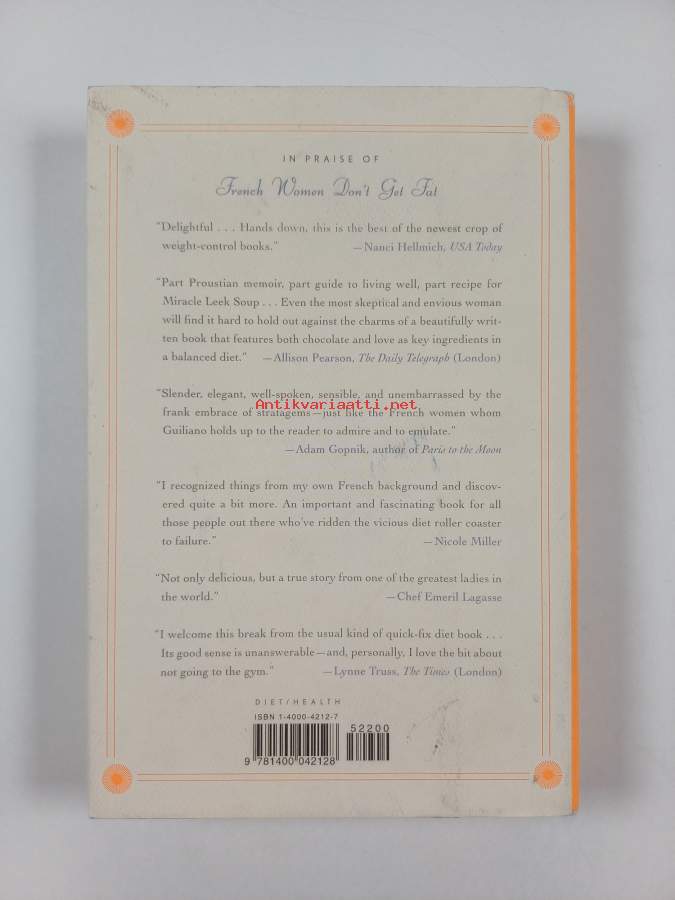 IN PRAISE OF
French Women Don't Get Fat
"Delightful . . . Hands down, this is the best of the newest crop of
weight-control books." —Nanci Hellmich, USA Today
"Part Proustian memoir, part guide to living well, part recipe for
Miracle Leek Soup . . . Even the most skeptical and envious woman
will find it hard to hold out against the charms of a beautifully writ-
ten book that features both chocolate and love as key ingredients in
a balanced diet." —Allison Pearson, The Daily Telegraph (London)
"Slender, elegant, well-spoken, sensible, and unembarrassed by the
Antikvariaatti.net
frank embrace of stratagems—just like the French women whom
Guiliano holds up to the reader to admire and to emulate."
—Adam Gopnik, author of Paris to the Moon
"I recognized things from my own French background and discov-
ered quite a bit more. An important and fascinating book for all
those people out there who've ridden the vicious diet roller coaster
to failure." —Nicole Miller
"Not only delicious, but a true story from one of the greatest ladies in
the world." —Chef Emeril Lagasse
"I welcome this break from the usual kind of quick-fix diet book . . .
Its good sense is unanswerable—and, personally, I love the bit about
not going to the gym." —Lynne Truss, The Times (London)
DIET/HEALTH
ISBN 1-4000-4212-7
52200
9 781400 042128